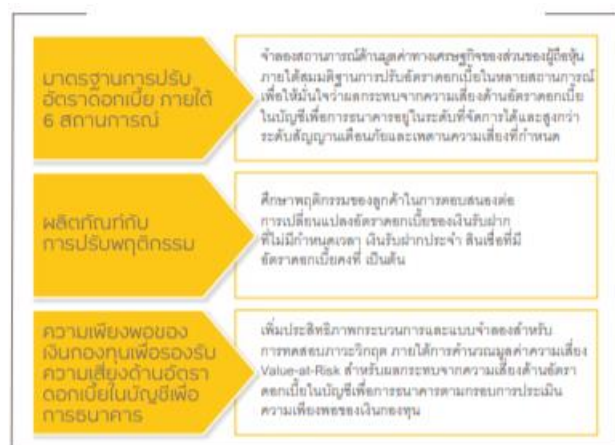 มาตรฐานการปรับ
อัตราดอกเบี้ย ภายใต้
6 สถานการณ์
จำลองสถานการณ์ด้านมูลค่าทางเศรษฐกิจของส่วนของผู้ถือหุ้น
ภายใต้สมมติฐานการปรับอัตราดอกเบี้ยในหลายสถานการณ์
เพื่อให้มั่นใจว่าผลกระทบจากความเสี่ยงด้านอัตราดอกเบี้ย
ในบัญชีเพื่อการธนาคารอยู่ในระดับที่จัดการได้และสูงกว่า
ระดับสัญญาณเตือนภัยและเพดานความเสี่ยงที่กำหนด
ผลิตภัณฑ์กับ
การปรับพฤติกรรม
ศึกษาพฤติกรรมของลูกค้าในการตอบสนองต่อ
การเปลี่ยนแปลงอัตราดอกเบี้ยของเงินรับฝาก
ที่ไม่มีกำหนดเวลา เงินรับฝากประจำ สินเชื่อที่มี
อัตราดอกเบี้ยคงที่ เป็นต้น
ความเพียงพอของ
เงินกองทุนเพื่อรองรับ
ความเสี่ยงด้านอัตรา
ดอกเบี้ยในบัญชีเพื่อ
การธนาคาร
เพิ่มประสิทธิภาพกระบวนการและแบบจำลองสำหรับ
การทดสอบภาวะวิกฤต ภายใต้การคำนวณมูลค่าความเสี่ยง
Value-at-Risk สำหรับผลกระทบจากความเสี่ยงด้านอัตรา
ดอกเบี้ยในบัญชีเพื่อการธนาคารตามกรอบการประเมิน
ความเพียงพอของเงินกองทุน